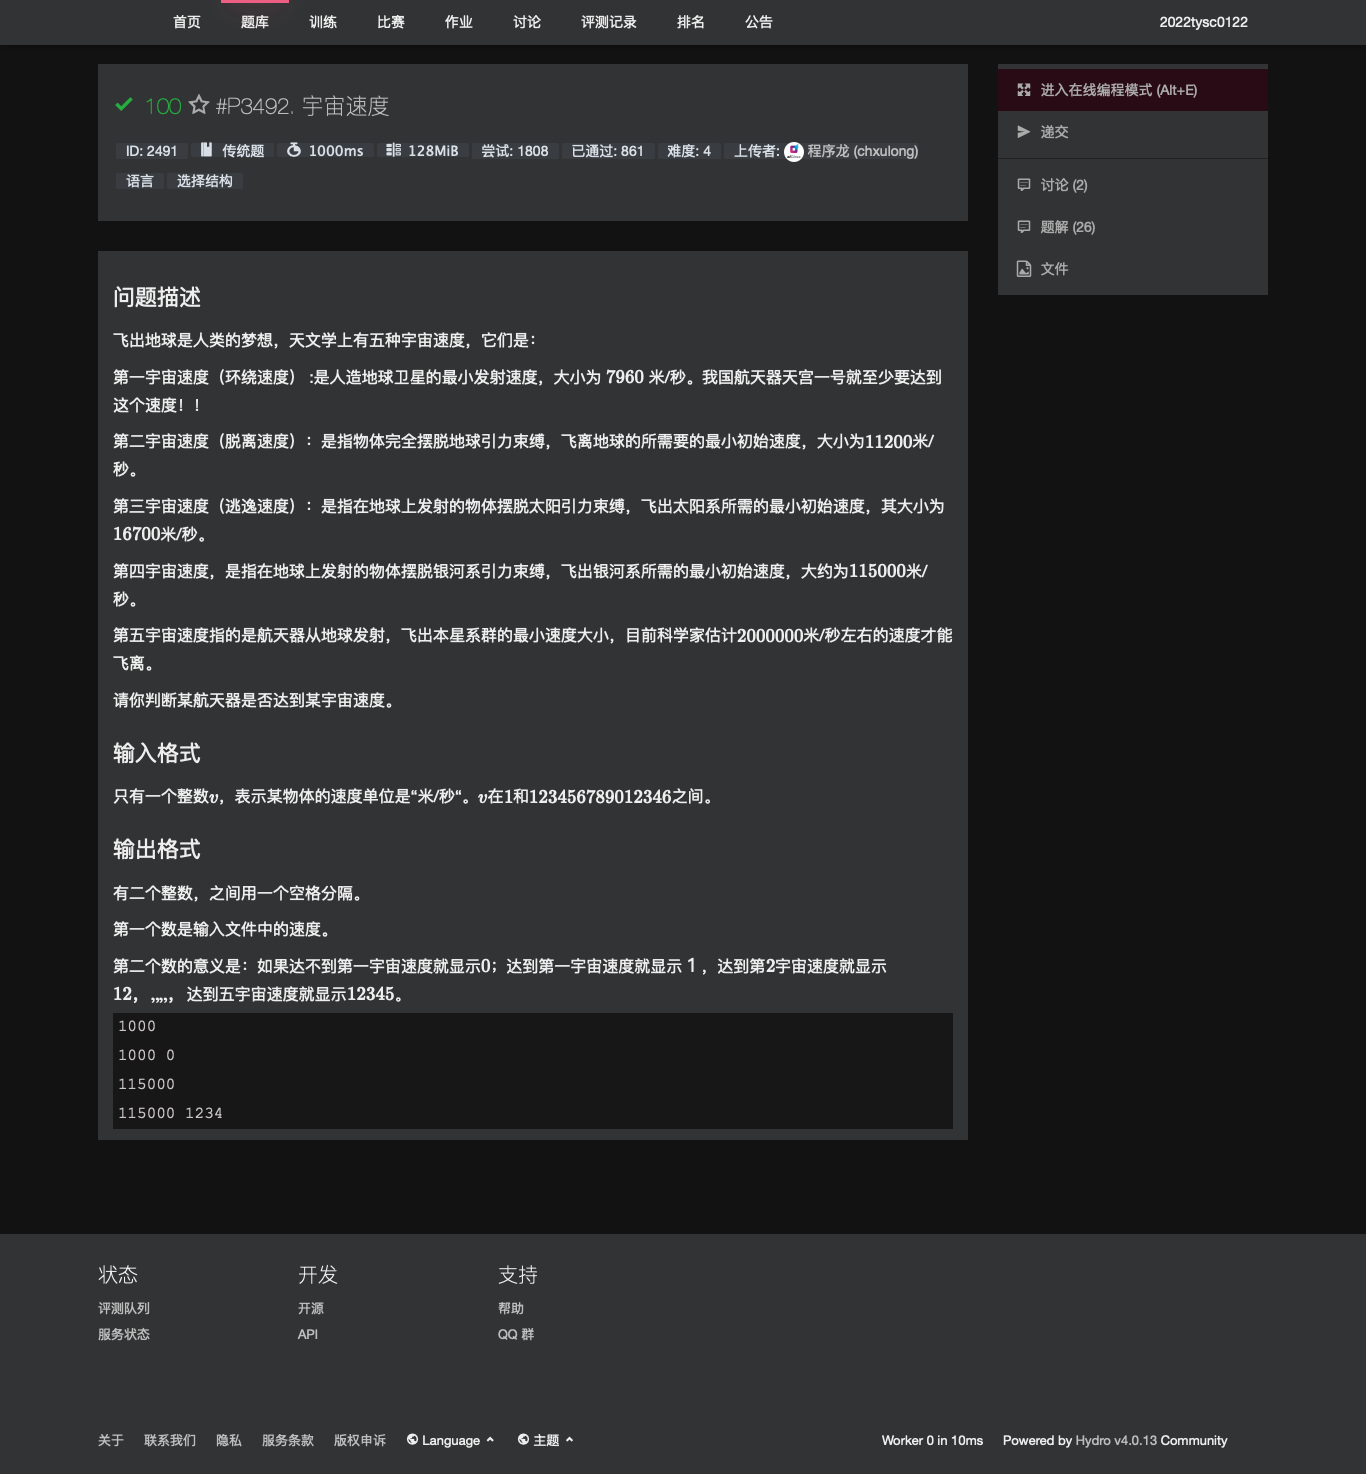 首页 题库 训练 比赛 作业 讨论 评测记录 排名 公告 2022tysc0122
100 #P3492. 宇宙速度
ID: 2491 传统题 1000ms 128MiB 尝试: 1808 已通过: 861 难度: 4 上传者: 程序龙 (chxulong)
语言 选择结构
进入在线编程模式 (Alt+E)
递交
讨论 (2)
题解 (26)
文件
问题描述
飞出地球是人类的梦想，天文学上有五种宇宙速度，它们是：
第一宇宙速度（环绕速度） :是人造地球卫星的最小发射速度，大小为 7960 米/秒。我国航天器天宫一号就至少要达到
这个速度！！
第二宇宙速度（脱离速度）：是指物体完全摆脱地球引力束缚，飞离地球的所需要的最小初始速度，大小为11200米/
秒。
第三宇宙速度（逃逸速度）：是指在地球上发射的物体摆脱太阳引力束缚，飞出太阳系所需的最小初始速度，其大小为
16700米/秒。
第四宇宙速度，是指在地球上发射的物体摆脱银河系引力束缚，飞出银河系所需的最小初始速度，大约为115000米/
秒。
第五宇宙速度指的是航天器从地球发射，飞出本星系群的最小速度大小，目前科学家估计2000000米/秒左右的速度才能
飞离。
请你判断某航天器是否达到某宇宙速度。
输入格式
只有一个整数v，表示某物体的速度单位是“米/秒“。v在1和123456789012346之间。
输出格式
有二个整数，之间用一个空格分隔。
第一个数是输入文件中的速度。
第二个数的意义是：如果达不到第一宇宙速度就显示0；达到第一宇宙速度就显示１，达到第2宇宙速度就显示
12，,,,,, 达到五宇宙速度就显示12345。
1000
1000 0
115000
115000 1234
状态 开发 支持
评测队列 开源 帮助
服务状态 API QQ 群
关于 联系我们 隐私 服务条款 版权申诉 Language 主题 Worker 0 in 10ms Powered by Hydro v4.0.13 Community